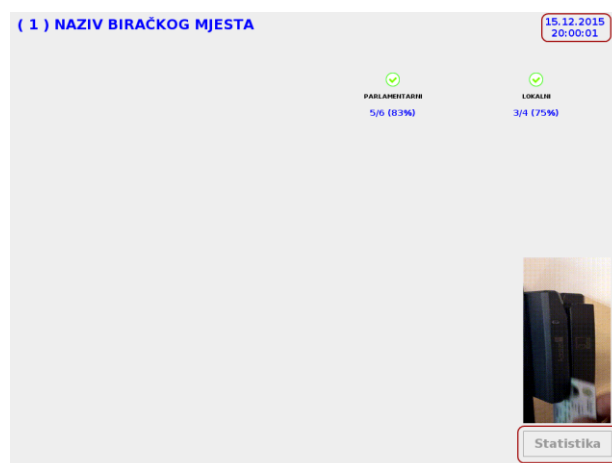 ( 1 ) NAZIV BIRAČKOG MJESTA
15.12.2015
20:00:01
PARLAMENTARNI
LOKALNI
5/6 (83%)
3/4 (75%)
Statistika